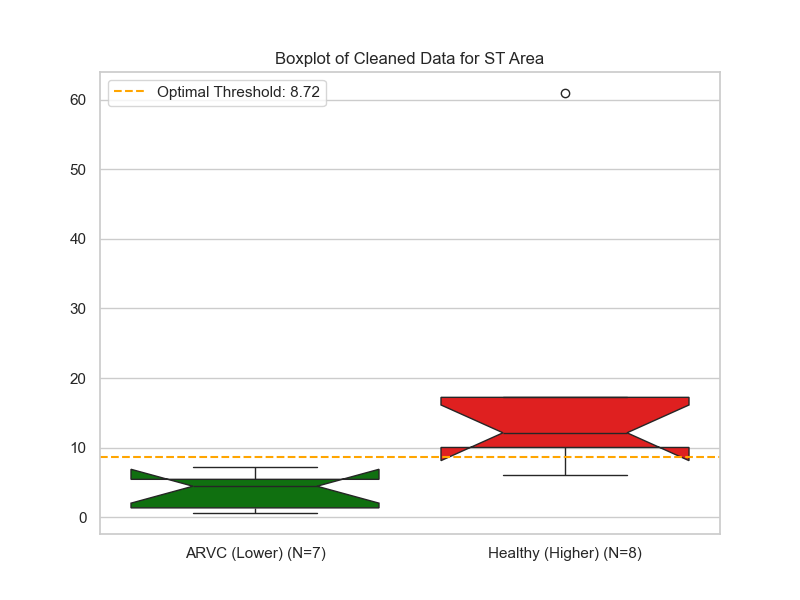 Boxplot of Cleaned Data for ST Area
Optimal Threshold: 8.72
60
50
40
30
20
10
0
ARVC (Lower) (N=7)
Healthy (Higher) (N=8)